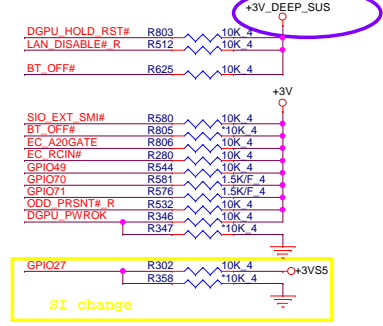 +3V_DEEP_SUS
DGPU_HOLD_RST# R803 10K_4
LAN_DISABLE#_R R512 10K_4
BT_OFF# R625 10K_4
+3V
SIO_EXT_SMI# R580 10K_4
BT_OFF# R805 *10K_4
EC_A20GATE R806 10K_4
EC_RCIN# R280 10K_4
GPIO49 R544 10K_4
GPIO70 R581 1.5K/F_4
GPIO71 R576 1.5K/F_4
ODD_PRSNT#_R R532 10K_4
DGPU_PWROK R346 10K_4
R347 *10K_4
GPIO27 R302 10K_4 +3VS5
R358 *10K_4
SI change